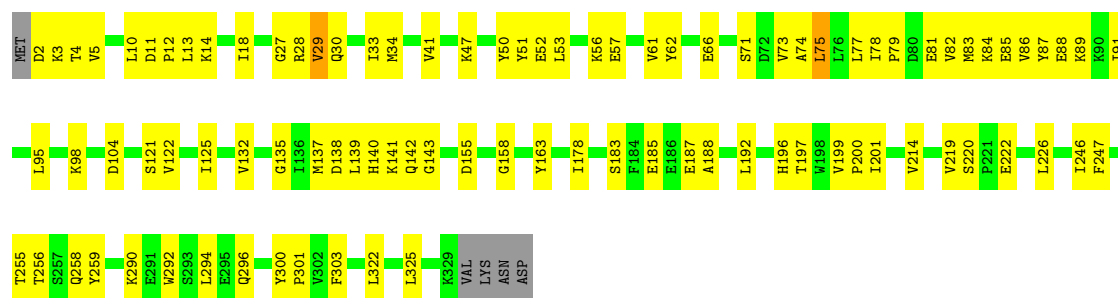 MET D2 K3 T4 V5 L10 D11 P12 L13 K14 I18 G27 R28 V29 Q30 I33 M34 V41 K47 Y50 Y51 E52 L53 K56 E57 V61 Y62 E66 S71 D72 V73 A74 L75 L76 L77 I78 P79 D80 E81 V82 M83 K84 E85 V86 Y87 E88 K89 K90 I91
L95 K98 D104 S121 V122 I125 V132 G135 I136 M137 D138 L139 H140 K141 Q142 G143 D155 G158 Y163 I178 S183 F184 E185 E186 E187 A188 L192 H196 T197 W198 V199 P200 I201 V214 V219 S220 P221 E222 L226 I246 F247
T255 T256 S257 Q258 Y259 K290 E291 W292 S293 L294 E295 Q296 Y300 P301 V302 F303 L322 L325 K329 VAL LYS ASN ASP